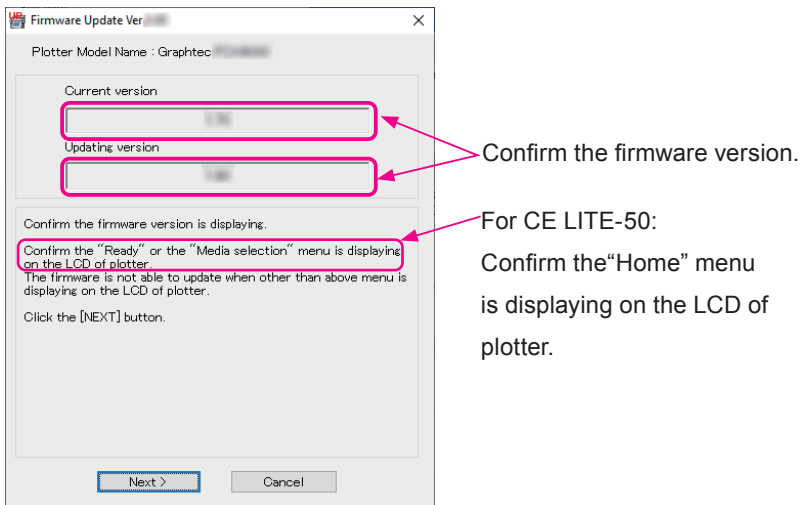 Firmware Update Ver
Plotter Model Name : Graphtec
Current version
Updating version
Confirm the firmware version is displaying.
Confirm the "Ready" or the "Media selection" menu is displaying
on the LCD of plotter.
The firmware is not able to update when other than above menu is
displaying on the LCD of plotter.
Click the [NEXT] button.
Next >
Cancel
Confirm the firmware version.
For CE LITE-50:
Confirm the“Home” menu
is displaying on the LCD of
plotter.